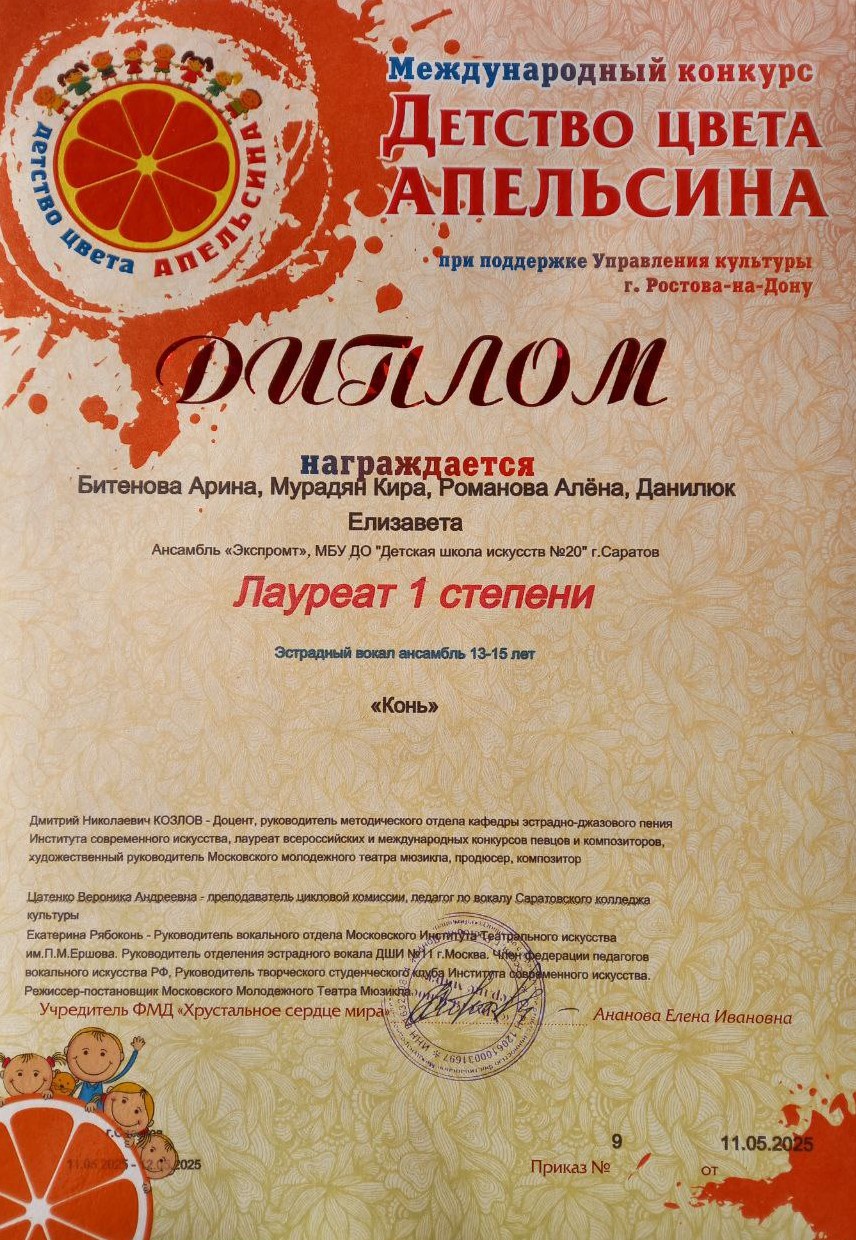 Детство цвета АПЕЛЬСИНА
Международный конкурс
Детство цвета
АПЕЛЬСИНА
при поддержке Управления культуры
г. Ростова-на-Дону
ДИПЛОМ
награждается
Битенова Арина, Мурадян Кира, Романова Алёна, Данилюк
Елизавета
Ансамбль «Экспромт», МБУ ДО "Детская школа искусств №20" г.Саратов
Лауреат 1 степени
Эстрадный вокал ансамбль 13-15 лет
«Конь»
Дмитрий Николаевич КОЗЛОВ - Доцент, руководитель методического отдела кафедры эстрадно-джазового пения
Института современного искусства, лауреат всероссийских и международных конкурсов певцов и композиторов,
художественный руководитель Московского молодежного театра мюзикла, продюсер, композитор
Цатенко Вероника Андреевна - преподаватель цикловой комиссии, педагог по вокалу Саратовского колледжа
культуры
Екатерина Рябоконь - Руководитель вокального отдела Московского Института Театрального искусства
им.П.М.Ершова. Руководитель отделения эстрадного вокала ДШИ №11 г.Москва. Член федерации педагогов
вокального искусства РФ, Руководитель творческого студенческого клуба Института современного искусства.
Режиссер-постановщик Московского Молодежного Театра Мюзикла
Учредитель ФМД «Хрустальное сердце мира» Ананова Елена Ивановна
11.05.2025 - 12.05.2025
Приказ № 9 от 11.05.2025